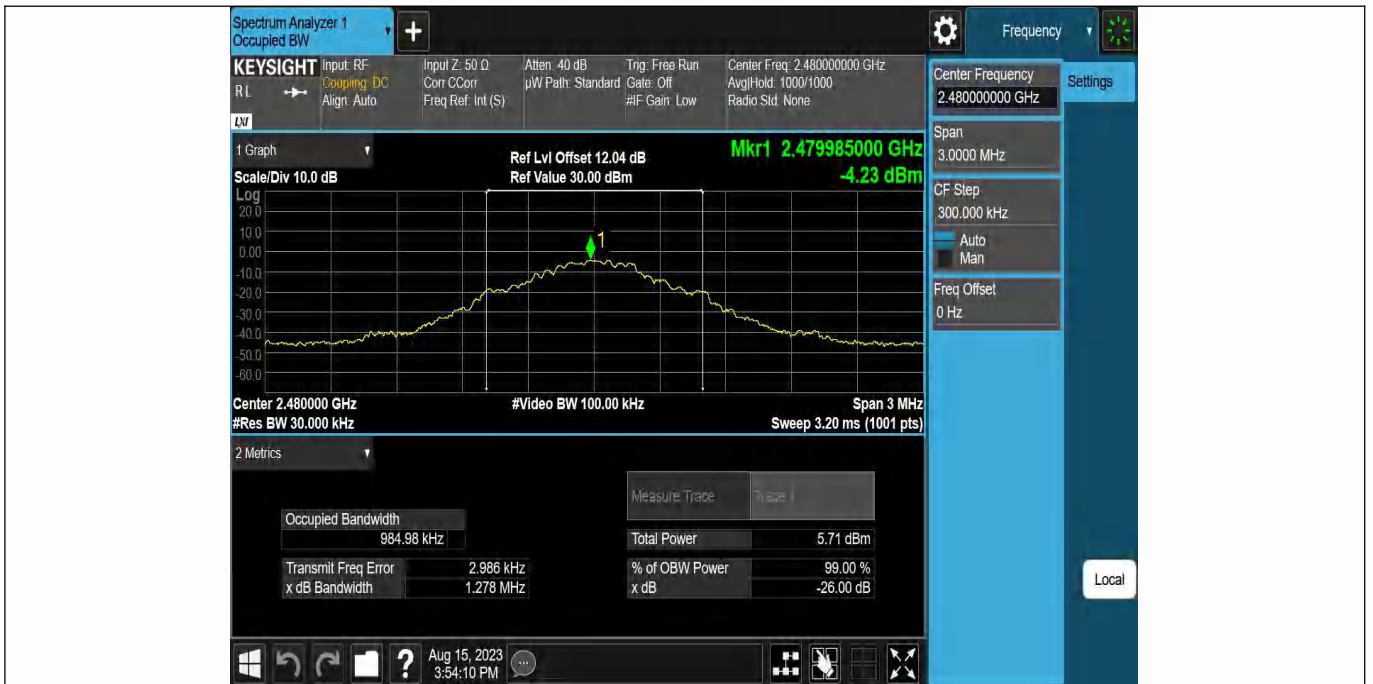 Spectrum Analyzer 1
Occupied BW
+
Frequency
KEYSIGHT
R L
LXI
Input: RF
Coupling: DC
Align: Auto
Input Z: 50 Ω
Corr CCorr
Freq Ref: Int (S)
Atten: 40 dB
µW Path: Standard
Trig: Free Run
Gate: Off
#IF Gain: Low
Center Freq: 2.480000000 GHz
Avg|Hold: 1000/1000
Radio Std: None
Center Frequency
2.480000000 GHz
Settings
Span
3.0000 MHz
CF Step
300.000 kHz
Auto
Man
Freq Offset
0 Hz
Local
1 Graph
Scale/Div 10.0 dB
Ref Lvl Offset 12.04 dB
Ref Value 30.00 dBm
Mkr1 2.479985000 GHz
-4.23 dBm
Log
20.0
10.0
0.00
-10.0
-20.0
-30.0
-40.0
-50.0
-60.0
1
Center 2.480000 GHz
#Video BW 100.00 kHz
Span 3 MHz
#Res BW 30.000 kHz
Sweep 3.20 ms (1001 pts)
2 Metrics
Measure Trace
Trace 1
Occupied Bandwidth
984.98 kHz
Total Power 5.71 dBm
Transmit Freq Error 2.986 kHz
% of OBW Power 99.00 %
x dB Bandwidth 1.278 MHz
x dB -26.00 dB
?
Aug 15, 2023
3:54:10 PM